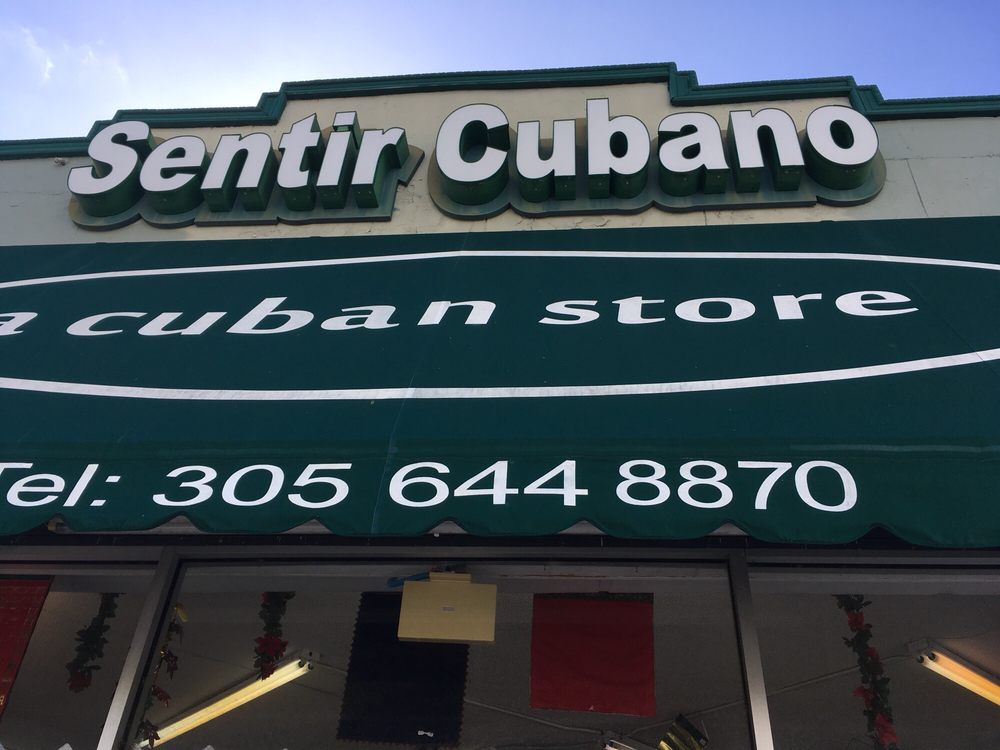 Sentir Cubano
a cuban store
Tel: 305 644 8870